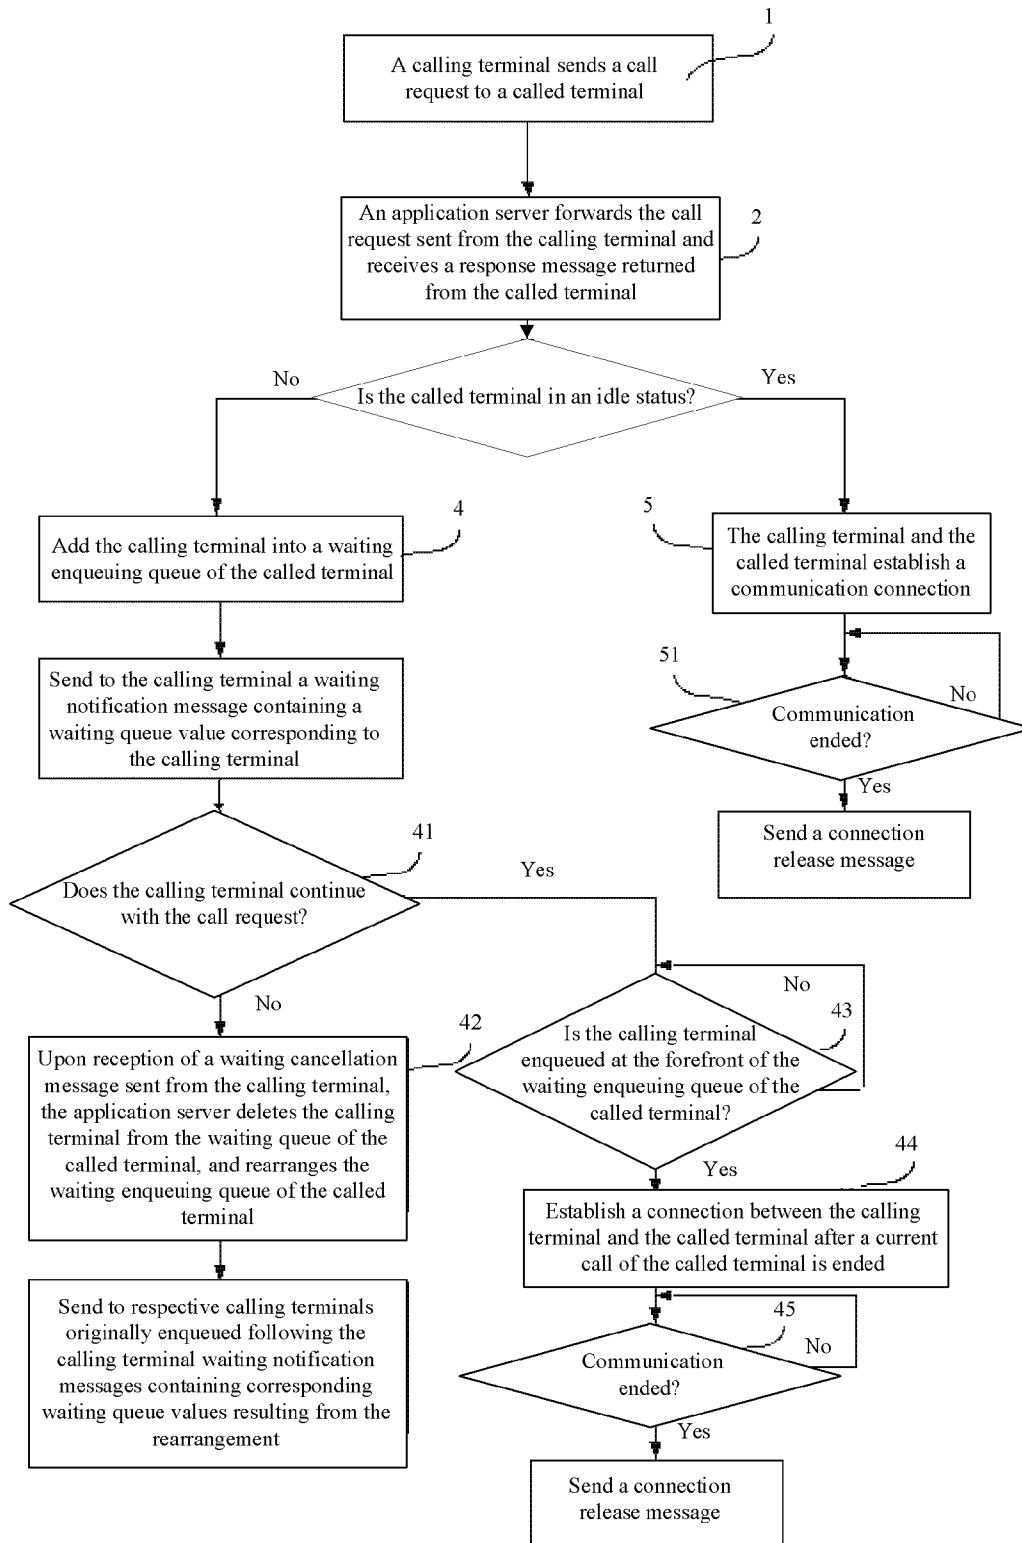 1
A calling terminal sends a call
request to a called terminal
2
An application server forwards the call
request sent from the calling terminal and
receives a response message returned
from the called terminal
No
Yes
Is the called terminal in an idle status?
4
5
Add the calling terminal into a waiting
enqueuing queue of the called terminal
The calling terminal and the
called terminal establish a
communication connection
51
Send to the calling terminal a waiting
notification message containing a
waiting queue value corresponding to
the calling terminal
No
Communication
ended?
Yes
Send a connection
release message
41
Yes
Does the calling terminal continue
with the call request?
No
No
42
43
Upon reception of a waiting cancellation
message sent from the calling terminal,
the application server deletes the calling
terminal from the waiting queue of the
called terminal, and rearranges the
waiting enqueuing queue of the called
terminal
Is the calling terminal
enqueued at the forefront of the
waiting enqueuing queue of the
called terminal?
Yes
44
Establish a connection between the calling
terminal and the called terminal after a current
call of the called terminal is ended
Send to respective calling terminals
originally enqueued following the
calling terminal waiting notification
messages containing corresponding
waiting queue values resulting from the
rearrangement
45
No
Communication
ended?
Yes
Send a connection
release message